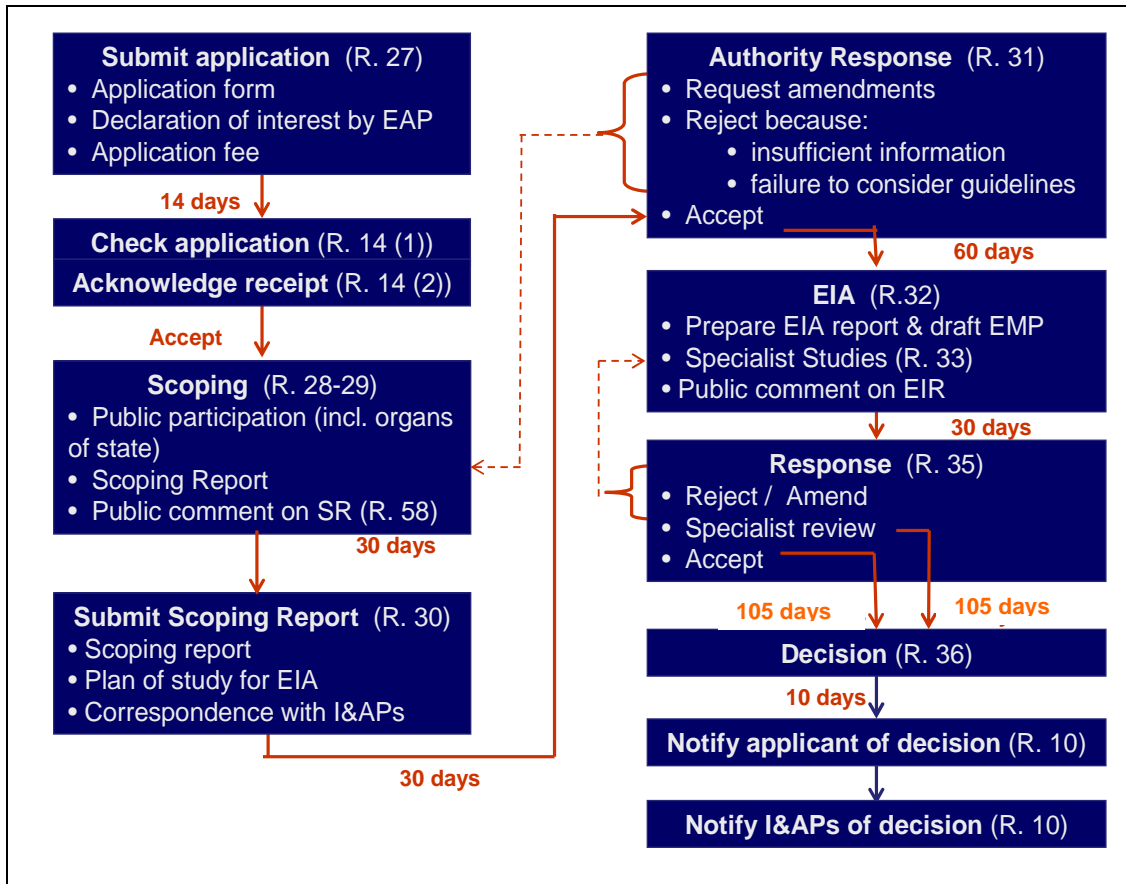 Submit application (R. 27)
• Application form
• Declaration of interest by EAP
• Application fee
14 days
Check application (R. 14 (1))
Acknowledge receipt (R. 14 (2))
Accept
Scoping (R. 28-29)
• Public participation (incl. organs
of state)
• Scoping Report
• Public comment on SR (R. 58)
30 days
Submit Scoping Report (R. 30)
• Scoping report
• Plan of study for EIA
• Correspondence with I&APs
30 days
Authority Response (R. 31)
• Request amendments
• Reject because:
• insufficient information
• failure to consider guidelines
• Accept
60 days
EIA (R.32)
• Prepare EIA report & draft EMP
• Specialist Studies (R. 33)
• Public comment on EIR
30 days
Response (R. 35)
• Reject / Amend
• Specialist review
• Accept
105 days
105 days
Decision (R. 36)
10 days
Notify applicant of decision (R. 10)
Notify I&APs of decision (R. 10)